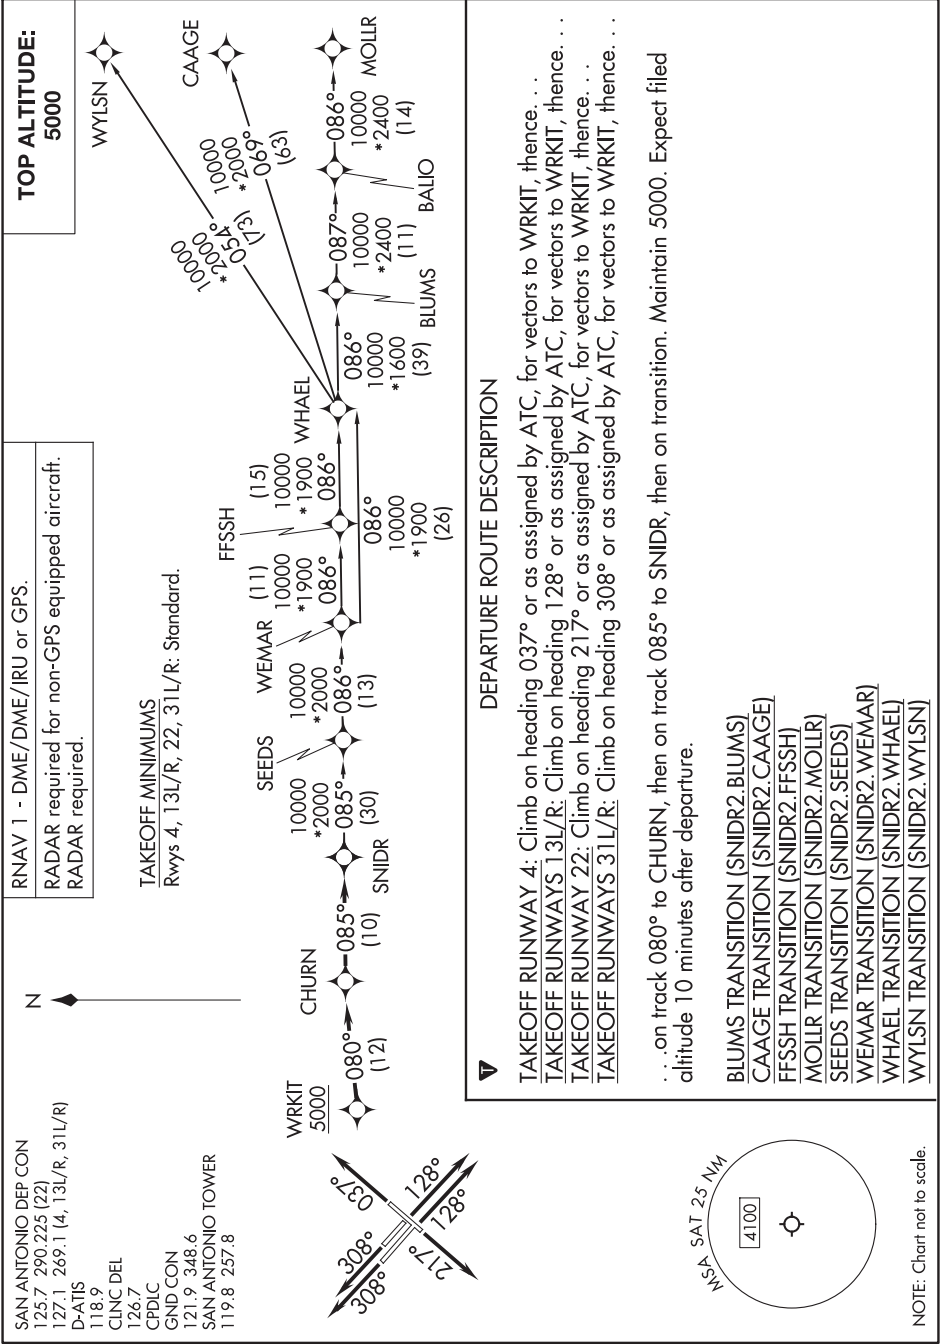 SAN ANTONIO DEP CON
125.7 290.225 (22)
127.1 269.1 (4, 13L/R, 31L/R)
D-ATIS
118.9
CLNC DEL
126.7
CPDLC
GND CON
121.9 348.6
SAN ANTONIO TOWER
119.8 257.8
N
RNAV 1 - DME/DME/IRU or GPS.
RADAR required for non-GPS equipped aircraft.
RADAR required.
TOP ALTITUDE:
5000
TAKEOFF MINIMUMS
Rwys 4, 13L/R, 22, 31L/R: Standard.
WYLSN
CAAGE
MOLLR
10000
*2000
054°
(73)
10000
*2000
069°
(63)
WRKIT
5000
080°
(12)
CHURN
085°
(10)
SNIDR
10000
*2000
085°
(30)
SEEDS
10000
*2000
086°
(13)
WEMAR
(11)
10000
*1900
086°
FFSSH
(15)
10000
*1900
086°
086°
10000
*1900
(26)
WHAEL
086°
10000
*1600
(39)
BLUMS
087°
10000
*2400
(11)
BALIO
086°
10000
*2400
(14)
037°
128°
128°
217°
308°
308°
MSA SAT 25 NM
4100
NOTE: Chart not to scale.
T
DEPARTURE ROUTE DESCRIPTION
TAKEOFF RUNWAY 4: Climb on heading 037° or as assigned by ATC, for vectors to WRKIT, thence. . .
TAKEOFF RUNWAYS 13L/R: Climb on heading 128° or as assigned by ATC, for vectors to WRKIT, thence. . .
TAKEOFF RUNWAY 22: Climb on heading 217° or as assigned by ATC, for vectors to WRKIT, thence. . .
TAKEOFF RUNWAYS 31L/R: Climb on heading 308° or as assigned by ATC, for vectors to WRKIT, thence. . .
. . .on track 080° to CHURN, then on track 085° to SNIDR, then on transition. Maintain 5000. Expect filed
altitude 10 minutes after departure.
BLUMS TRANSITION (SNIDR2.BLUMS)
CAAGE TRANSITION (SNIDR2.CAAGE)
FFSSH TRANSITION (SNIDR2.FFSSH)
MOLLR TRANSITION (SNIDR2.MOLLR)
SEEDS TRANSITION (SNIDR2.SEEDS)
WEMAR TRANSITION (SNIDR2.WEMAR)
WHAEL TRANSITION (SNIDR2.WHAEL)
WYLSN TRANSITION (SNIDR2.WYLSN)